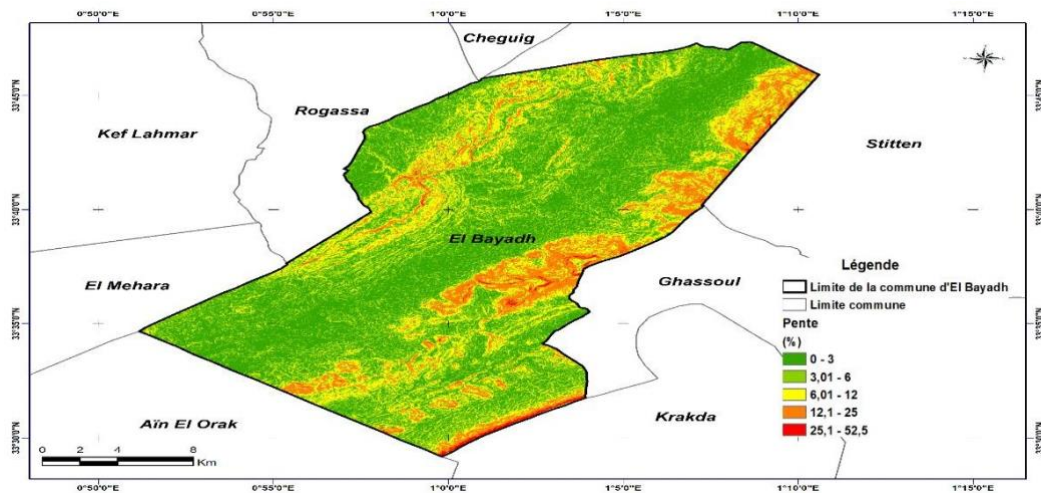 0°50'0"E 0°55'0"E 1°0'0"E 1°5'0"E 1°10'0"E 1°15'0"E
Cheguig
33°45'0"N
Rogassa
Kef Lahmar
Stitten
33°40'0"N
El Bayadh
Légende
El Mehara
Ghassoul
Limite de la commune d'El Bayadh
Limite commune
33°35'0"N
Pente
(%)
0 - 3
3,01 - 6
6,01 - 12
12,1 - 25
25,1 - 52,5
Krakda
Aïn El Orak
33°30'0"N
0 2 4 8
Km
0°50'0"E 0°55'0"E 1°0'0"E 1°5'0"E 1°10'0"E 1°15'0"E